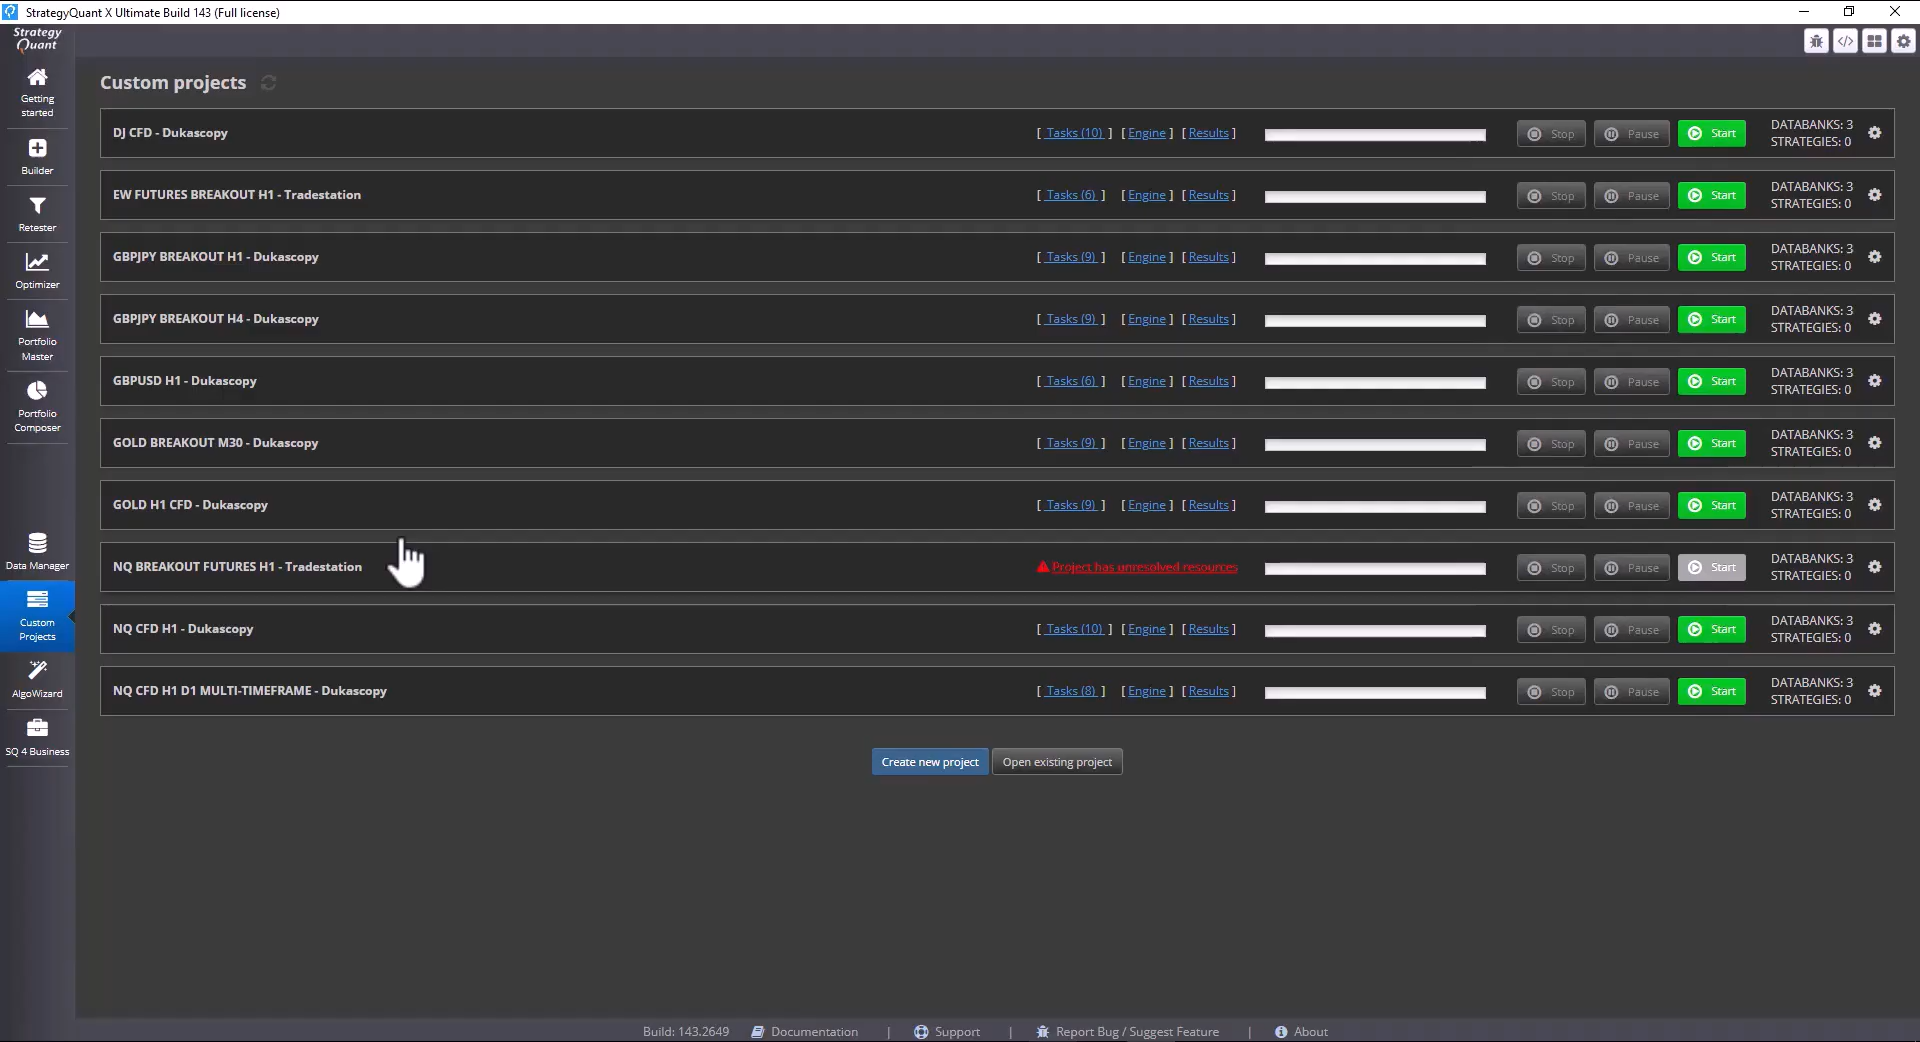 StrategyQuant X Ultimate Build 143 (Full license)
Strategy
Quant
Getting
started
Builder
Retester
Optimizer
Portfolio
Master
Portfolio
Composer
Data Manager
Custom
Projects
AlgoWizard
SQ 4 Business
Custom projects
DJ CFD - Dukascopy [ Tasks (10) ] [ Engine ] [ Results ] Stop Pause Start DATABANKS: 3
STRATEGIES: 0
EW FUTURES BREAKOUT H1 - Tradestation [ Tasks (6) ] [ Engine ] [ Results ] Stop Pause Start DATABANKS: 3
STRATEGIES: 0
GBPJPY BREAKOUT H1 - Dukascopy [ Tasks (9) ] [ Engine ] [ Results ] Stop Pause Start DATABANKS: 3
STRATEGIES: 0
GBPJPY BREAKOUT H4 - Dukascopy [ Tasks (9) ] [ Engine ] [ Results ] Stop Pause Start DATABANKS: 3
STRATEGIES: 0
GBPUSD H1 - Dukascopy [ Tasks (6) ] [ Engine ] [ Results ] Stop Pause Start DATABANKS: 3
STRATEGIES: 0
GOLD BREAKOUT M30 - Dukascopy [ Tasks (9) ] [ Engine ] [ Results ] Stop Pause Start DATABANKS: 3
STRATEGIES: 0
GOLD H1 CFD - Dukascopy [ Tasks (9) ] [ Engine ] [ Results ] Stop Pause Start DATABANKS: 3
STRATEGIES: 0
NQ BREAKOUT FUTURES H1 - Tradestation Project has unresolved resources Stop Pause Start DATABANKS: 3
STRATEGIES: 0
NQ CFD H1 - Dukascopy [ Tasks (10) ] [ Engine ] [ Results ] Stop Pause Start DATABANKS: 3
STRATEGIES: 0
NQ CFD H1 D1 MULTI-TIMEFRAME - Dukascopy [ Tasks (8) ] [ Engine ] [ Results ] Stop Pause Start DATABANKS: 3
STRATEGIES: 0
Create new project Open existing project
Build: 143.2649 Documentation | Support | Report Bug / Suggest Feature | About